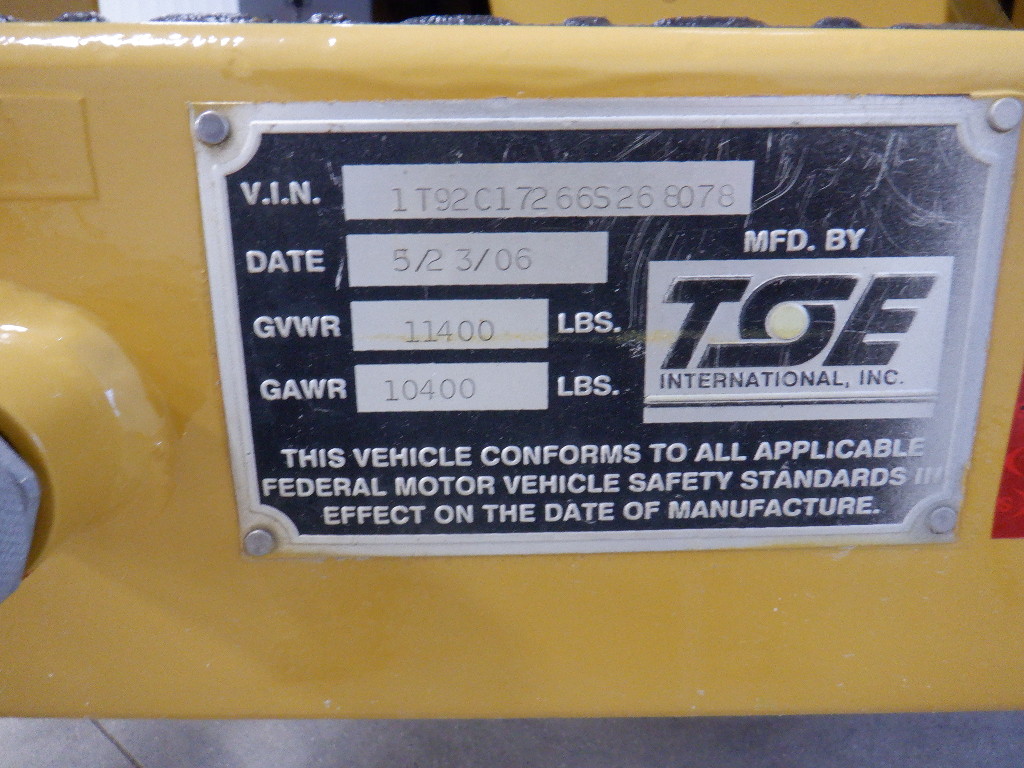 V.I.N. 1T92C17266S268078
DATE 5/23/06
MFD. BY
GVWR 11400 LBS.
TSE
INTERNATIONAL, INC.
GAWR 10400 LBS.
THIS VEHICLE CONFORMS TO ALL APPLICABLE
FEDERAL MOTOR VEHICLE SAFETY STANDARDS IN
EFFECT ON THE DATE OF MANUFACTURE.